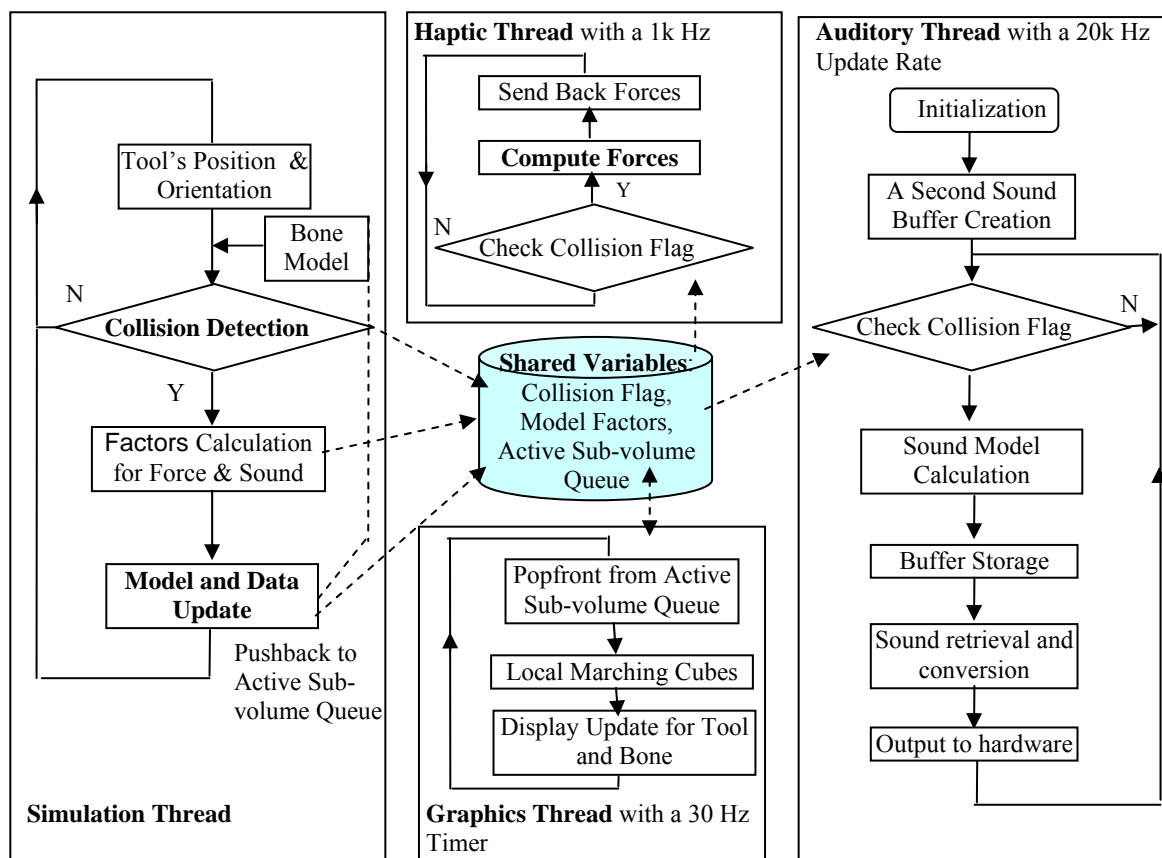 Tool's Position &
Orientation
Bone
Model
N
Collision Detection
Y
Factors Calculation
for Force & Sound
Model and Data
Update
Pushback to
Active Sub-
volume Queue
Simulation Thread
Haptic Thread with a 1k Hz
Send Back Forces
Compute Forces
Y
N
Check Collision Flag
Shared Variables:
Collision Flag,
Model Factors,
Active Sub-volume
Queue
Popfront from Active
Sub-volume Queue
Local Marching Cubes
Display Update for Tool
and Bone
Graphics Thread with a 30 Hz
Timer
Auditory Thread with a 20k Hz
Update Rate
Initialization
A Second Sound
Buffer Creation
N
Check Collision Flag
Sound Model
Calculation
Buffer Storage
Sound retrieval and
conversion
Output to hardware